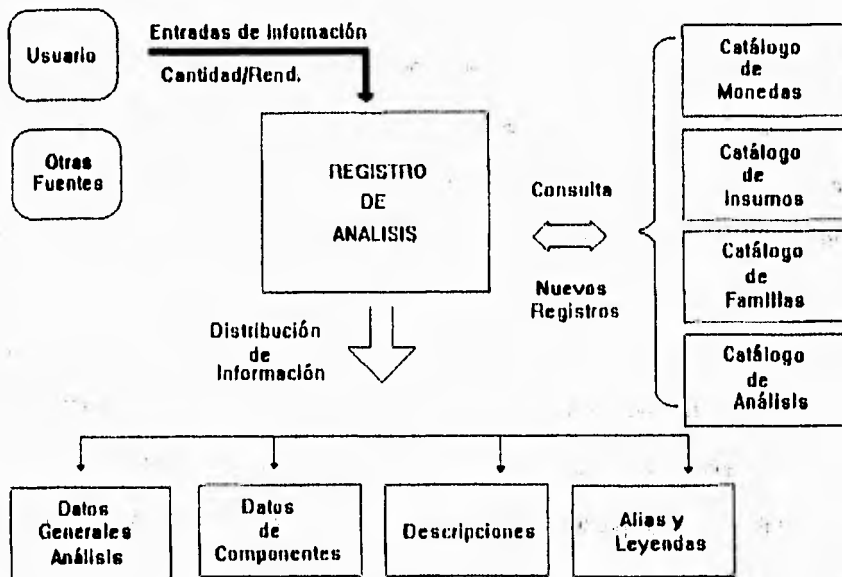 Usuario
Entradas de Información
Cantidad/Rend.
Otras
Fuentes
REGISTRO
DE
ANALISIS
Consulta
Nuevos
Registros
Catálogo
de
Monedas
Catálogo
de
Insumos
Catálogo
de
Familias
Catálogo
de
Análisis
Distribución
de
Información
Datos
Generales
Análisis
Datos
de
Componentes
Descripciones
Alias y
Leyendas